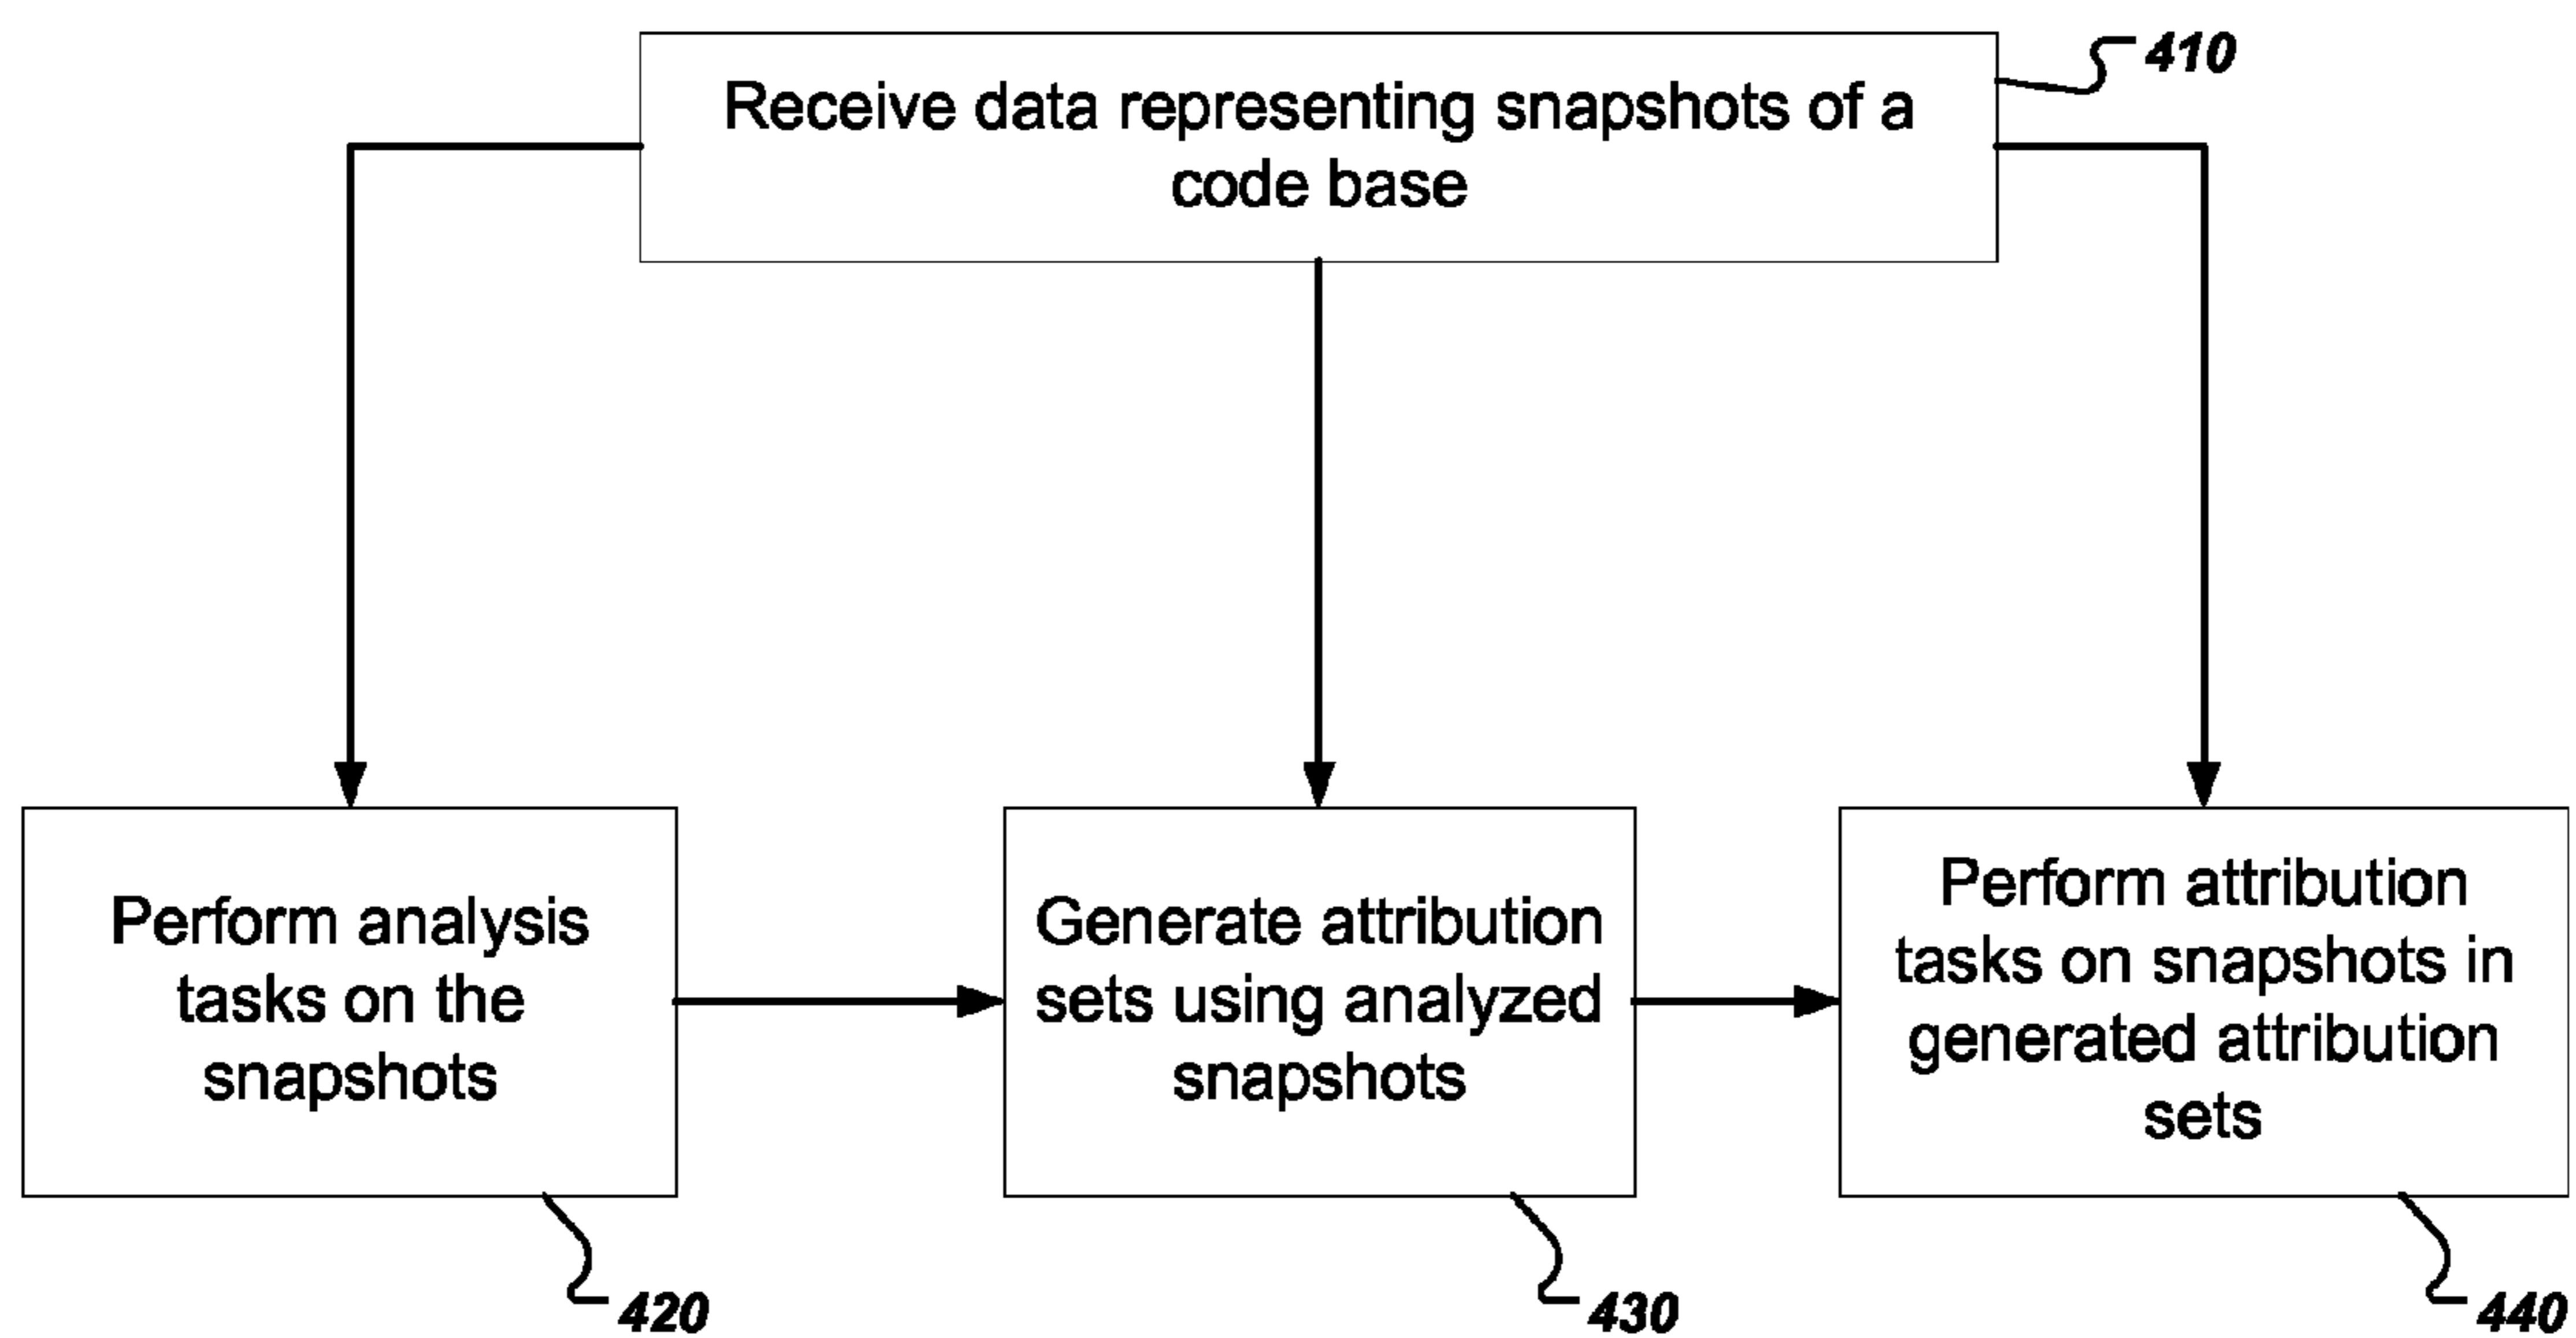 410
Receive data representing snapshots of a
code base
Perform analysis
tasks on the
snapshots
420
Generate attribution
sets using analyzed
snapshots
430
Perform attribution
tasks on snapshots in
generated attribution
sets
440